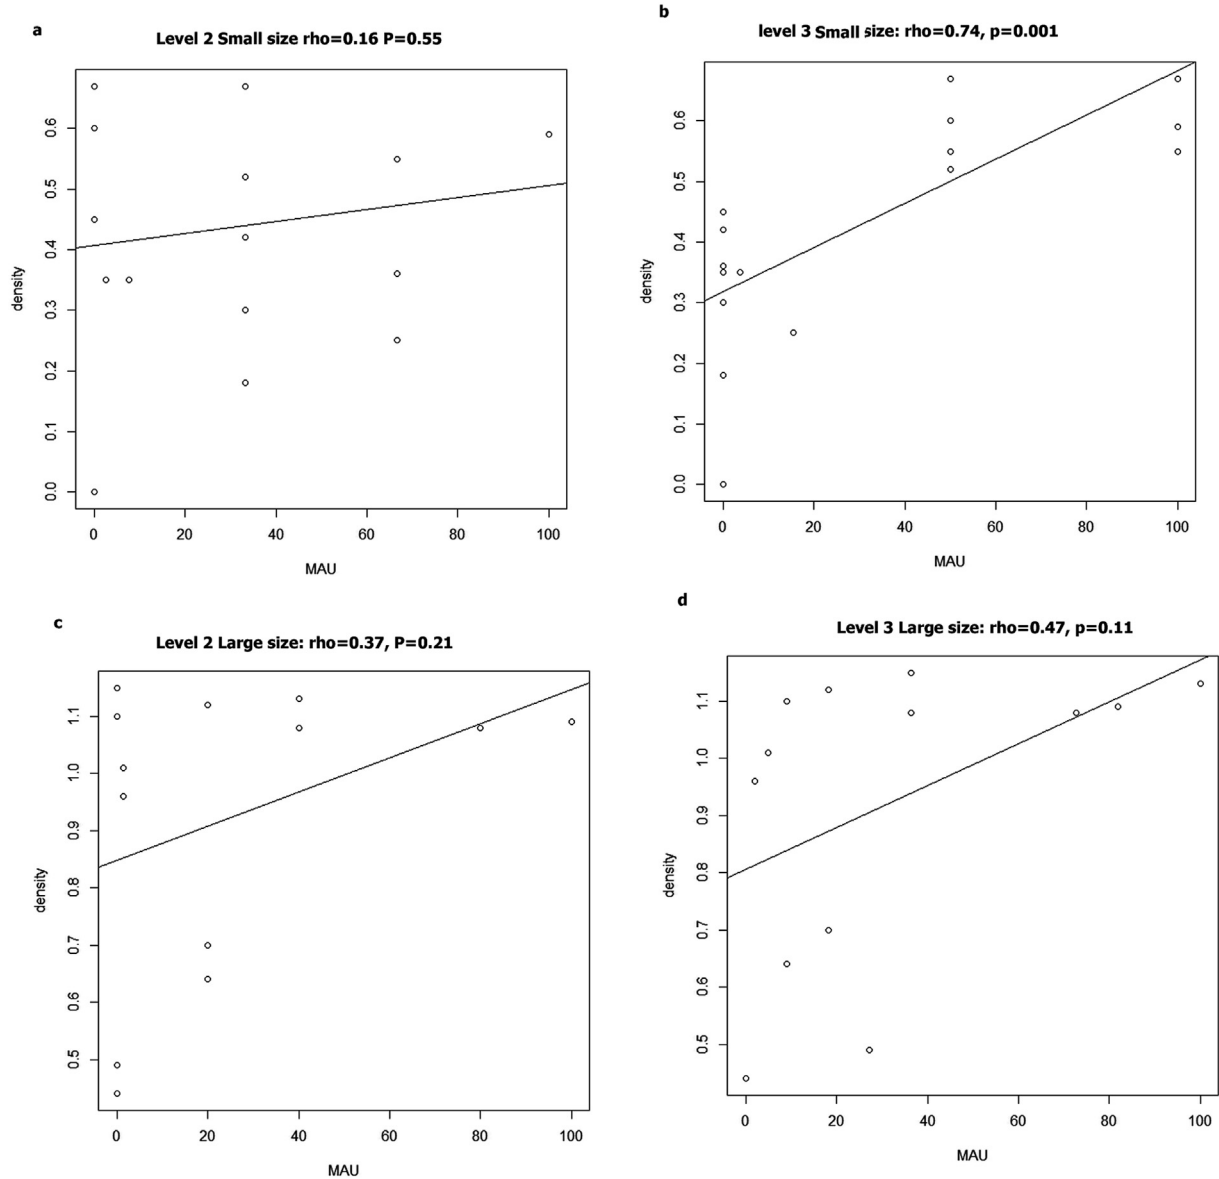 a
Level 2 Small size rho=0.16 P=0.55
density
0.0 0.1 0.2 0.3 0.4 0.5 0.6
0 20 40 60 80 100
MAU
b
level 3 Small size: rho=0.74, p=0.001
density
0.0 0.1 0.2 0.3 0.4 0.5 0.6
0 20 40 60 80 100
MAU
c
Level 2 Large size: rho=0.37, P=0.21
density
0.5 0.6 0.7 0.8 0.9 1.0 1.1
0 20 40 60 80 100
MAU
d
Level 3 Large size: rho=0.47, p=0.11
density
0.5 0.6 0.7 0.8 0.9 1.0 1.1
0 20 40 60 80 100
MAU